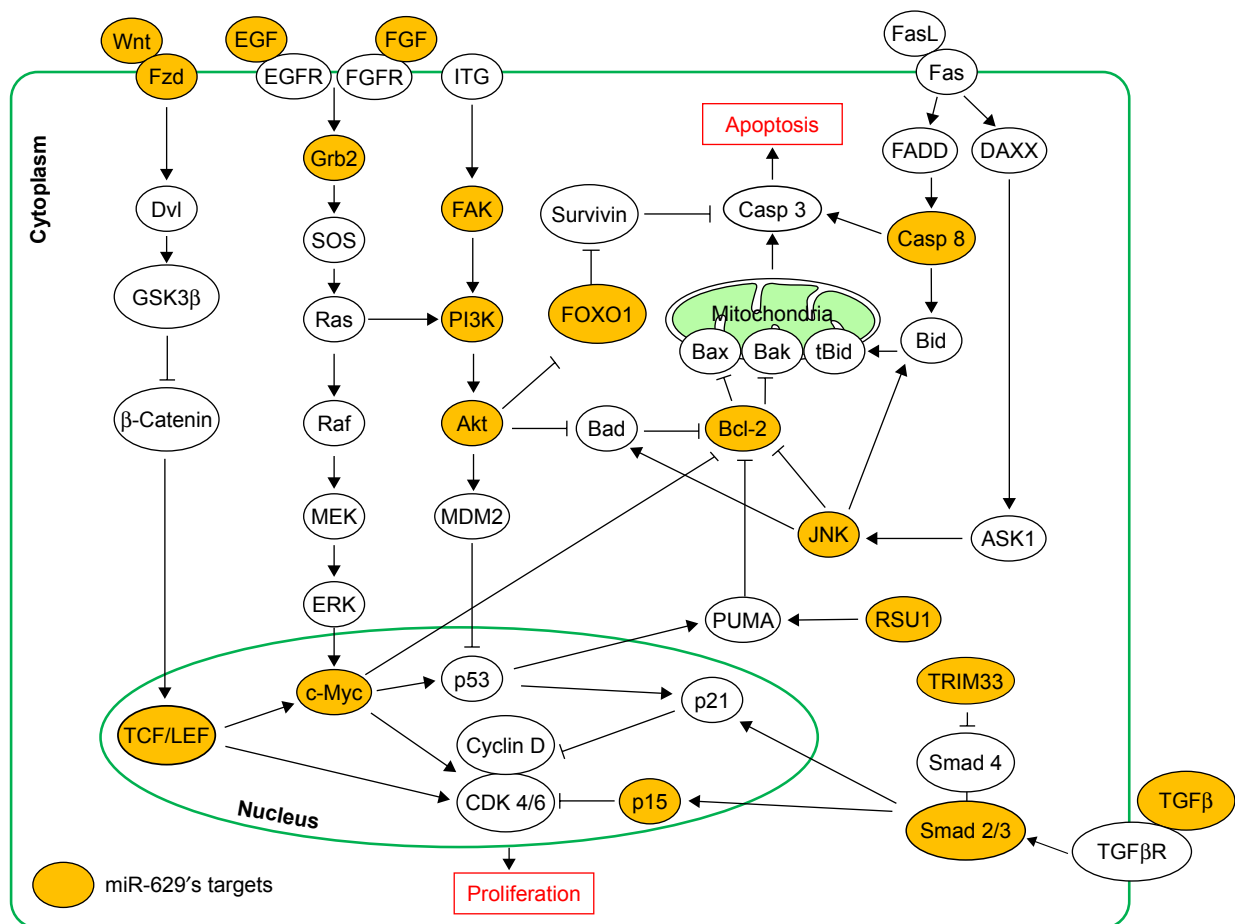 Wnt
EGF
FGF
FasL
Fzd
EGFR
FGFR
ITG
Fas
Cytoplasm
Apoptosis
Grb2
FADD
DAXX
Dvl
FAK
Survivin
Casp 3
Casp 8
SOS
GSK3β
Ras
PI3K
FOXO1
Mitochondria
Bax
Bak
tBid
Bid
β-Catenin
Raf
Akt
Bad
Bcl-2
MEK
MDM2
JNK
ASK1
ERK
PUMA
RSU1
c-Myc
p53
p21
TRIM33
TCF/LEF
Cyclin D
Smad 4
CDK 4/6
p15
Smad 2/3
TGFβ
TGFβR
Nucleus
miR-629′s targets
Proliferation